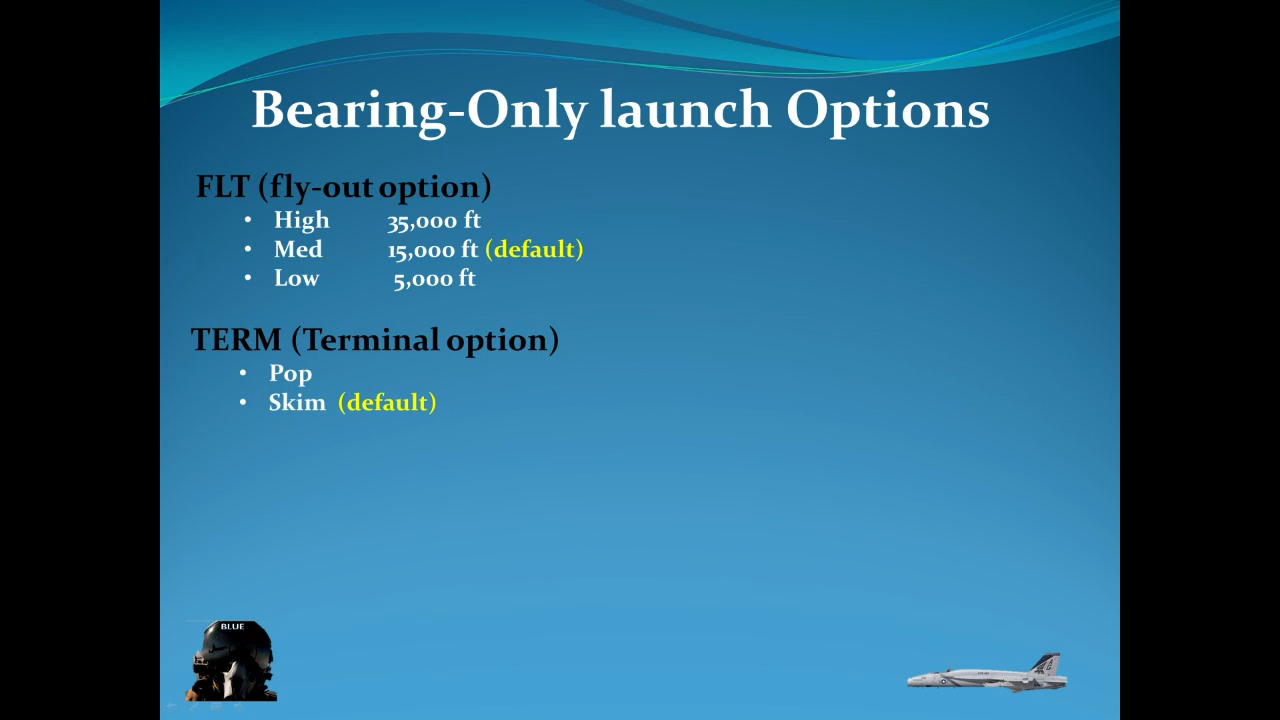 Bearing-Only launch Options
FLT (fly-out option)
• High 35,000 ft
• Med 15,000 ft (default)
• Low 5,000 ft
TERM (Terminal option)
• Pop
• Skim (default)
BLUE